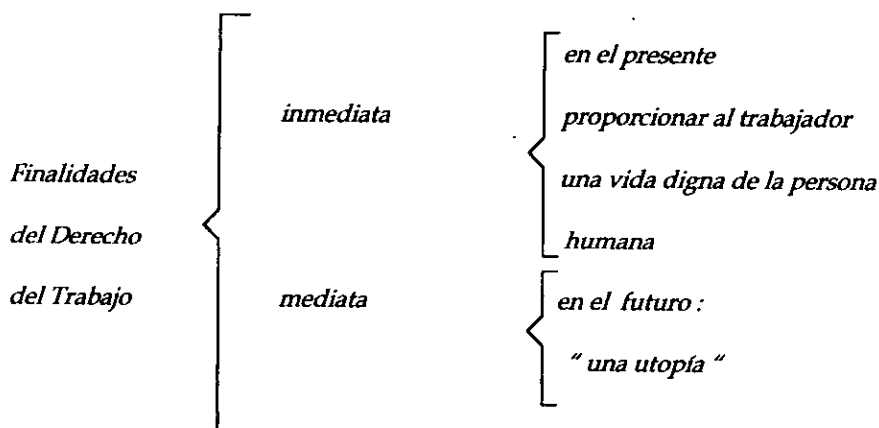 Finalidades
del Derecho
del Trabajo
inmediata
en el presente
proporcionar al trabajador
una vida digna de la persona
humana
mediata
en el futuro :
" una utopía "